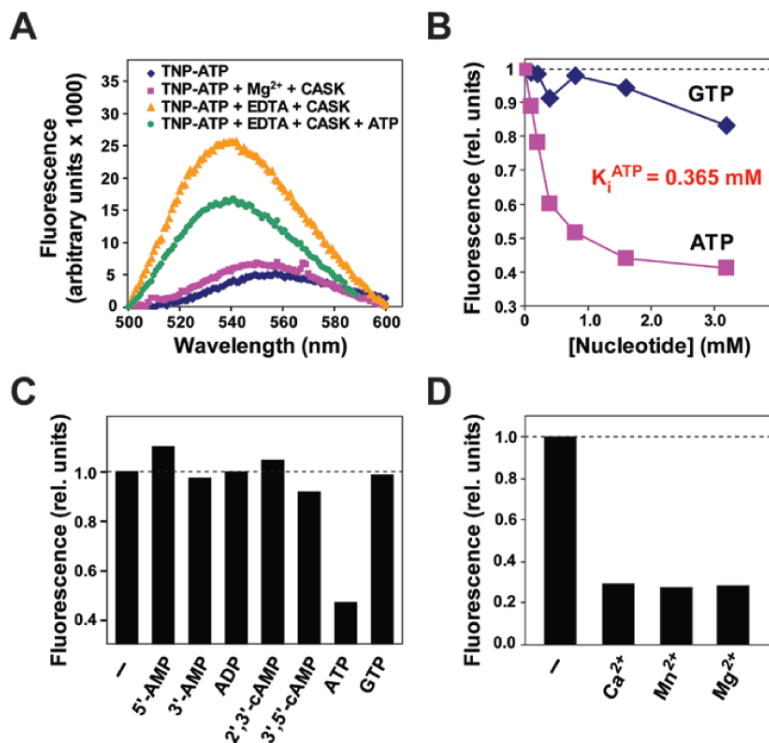 A
Fluorescence
(arbitrary units x 1000)
35
30
25
20
15
10
5
0
500
520
540
560
580
600
Wavelength (nm)
TNP-ATP
TNP-ATP + Mg²⁺ + CASK
TNP-ATP + EDTA + CASK
TNP-ATP + EDTA + CASK + ATP
B
Fluorescence (rel. units)
1
0.9
0.8
0.7
0.6
0.5
0.4
0.3
0
1.0
2.0
3.0
[Nucleotide] (mM)
GTP
Kᵢᴬᵀᴾ = 0.365 mM
ATP
C
Fluorescence (rel. units)
1.0
0.8
0.6
0.4
–
5'-AMP
3'-AMP
ADP
2',3'-cAMP
3',5'-cAMP
ATP
GTP
D
Fluorescence (rel. units)
1.0
0.8
0.6
0.4
0.2
0.0
–
Ca²⁺
Mn²⁺
Mg²⁺